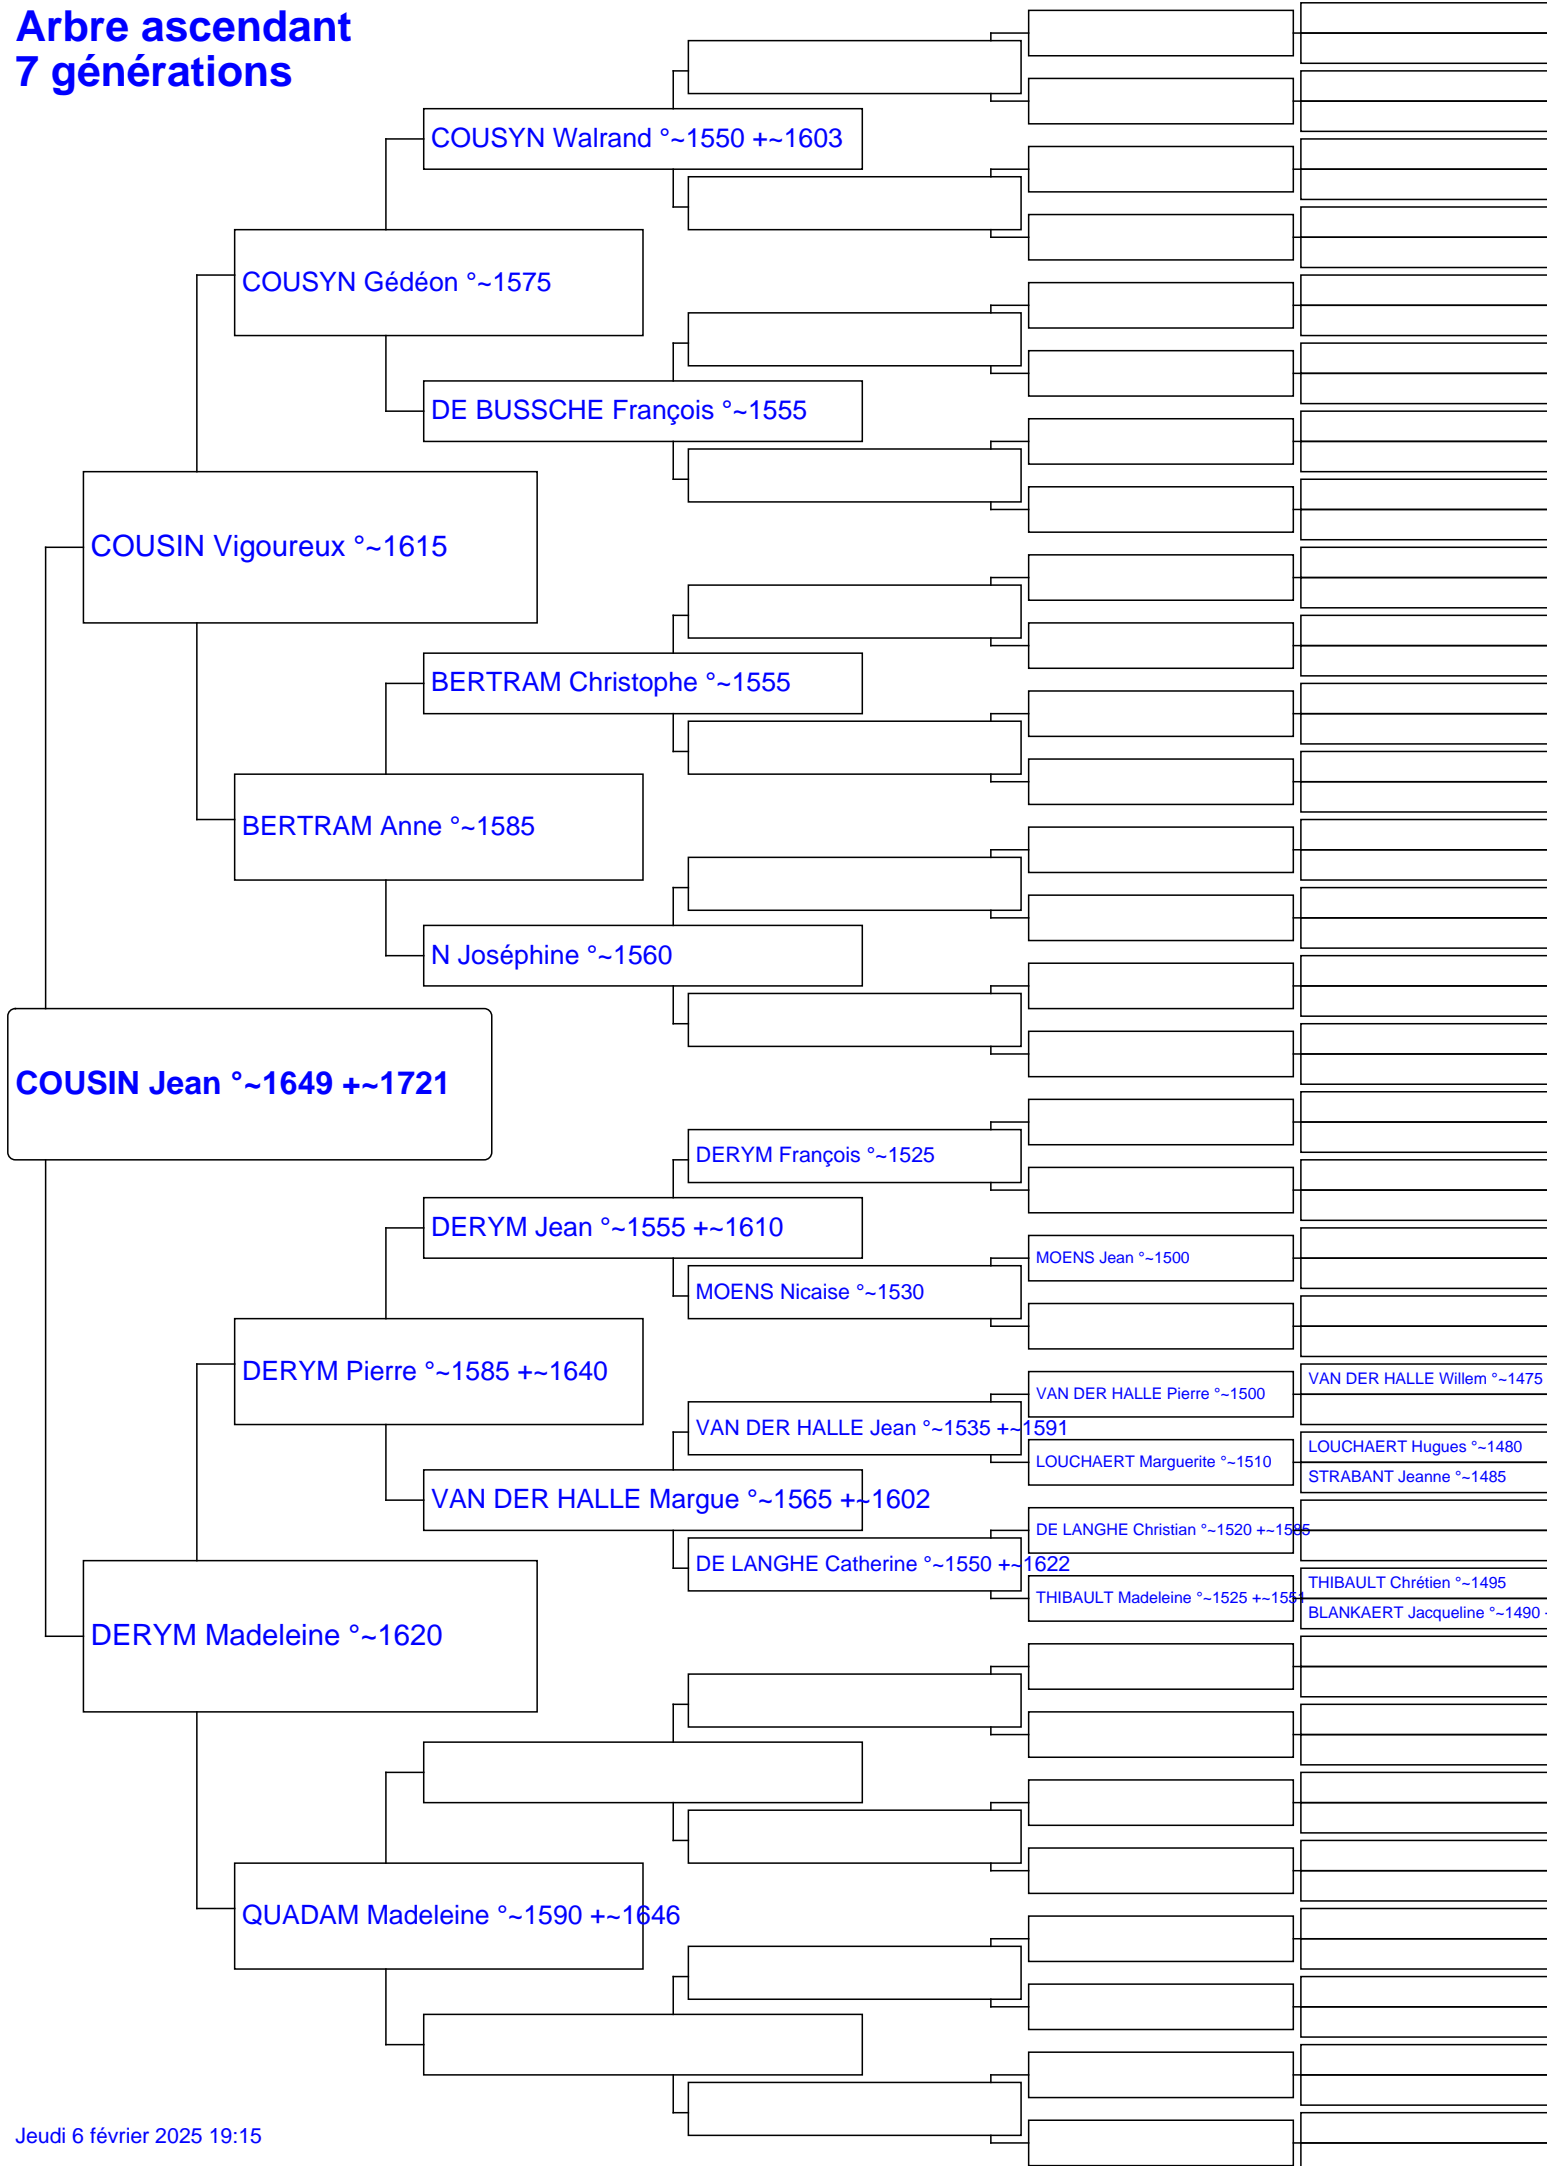 Arbre ascendant
7 générations
COUSYN Walrand °~1550 +~1603
COUSYN Gédéon °~1575
DE BUSSCHE François °~1555
COUSIN Vigoureux °~1615
BERTRAM Christophe °~1555
BERTRAM Anne °~1585
N Joséphine °~1560
COUSIN Jean °~1649 +~1721
DERYM François °~1525
DERYM Jean °~1555 +~1610
MOENS Jean °~1500
MOENS Nicaise °~1530
DERYM Pierre °~1585 +~1640
VAN DER HALLE Willem °~1475
VAN DER HALLE Pierre °~1500
VAN DER HALLE Jean °~1535 +~1591
LOUCHAERT Hugues °~1480
LOUCHAERT Marguerite °~1510
STRABANT Jeanne °~1485
VAN DER HALLE Margue °~1565 +~1602
DE LANGHE Christian °~1520 +~1585
DE LANGHE Catherine °~1550 +~1622
THIBAULT Chrétien °~1495
THIBAULT Madeleine °~1525 +~1551
BLANKAERT Jacqueline °~1490
DERYM Madeleine °~1620
QUADAM Madeleine °~1590 +~1646
Jeudi 6 février 2025 19:15